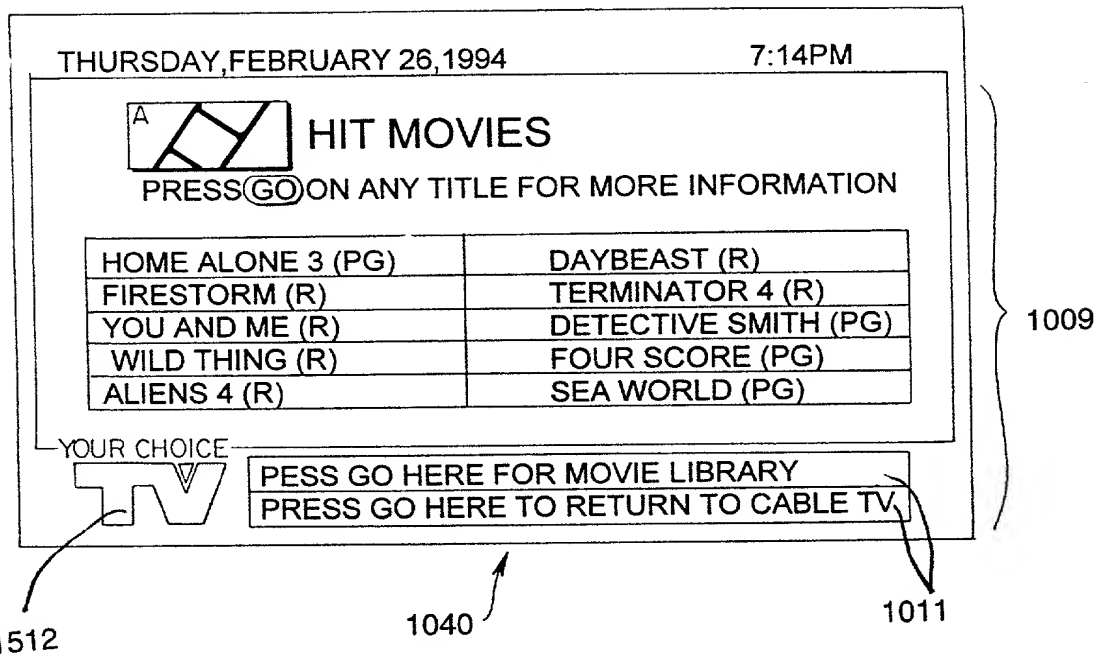 THURSDAY,FEBRUARY 26,1994 7:14PM
A
HIT MOVIES
PRESS GO ON ANY TITLE FOR MORE INFORMATION
HOME ALONE 3 (PG) DAYBEAST (R)
FIRESTORM (R) TERMINATOR 4 (R)
YOU AND ME (R) DETECTIVE SMITH (PG)
WILD THING (R) FOUR SCORE (PG)
ALIENS 4 (R) SEA WORLD (PG)
1009
YOUR CHOICE
TV
PESS GO HERE FOR MOVIE LIBRARY
PRESS GO HERE TO RETURN TO CABLE TV
1512
1040
1011